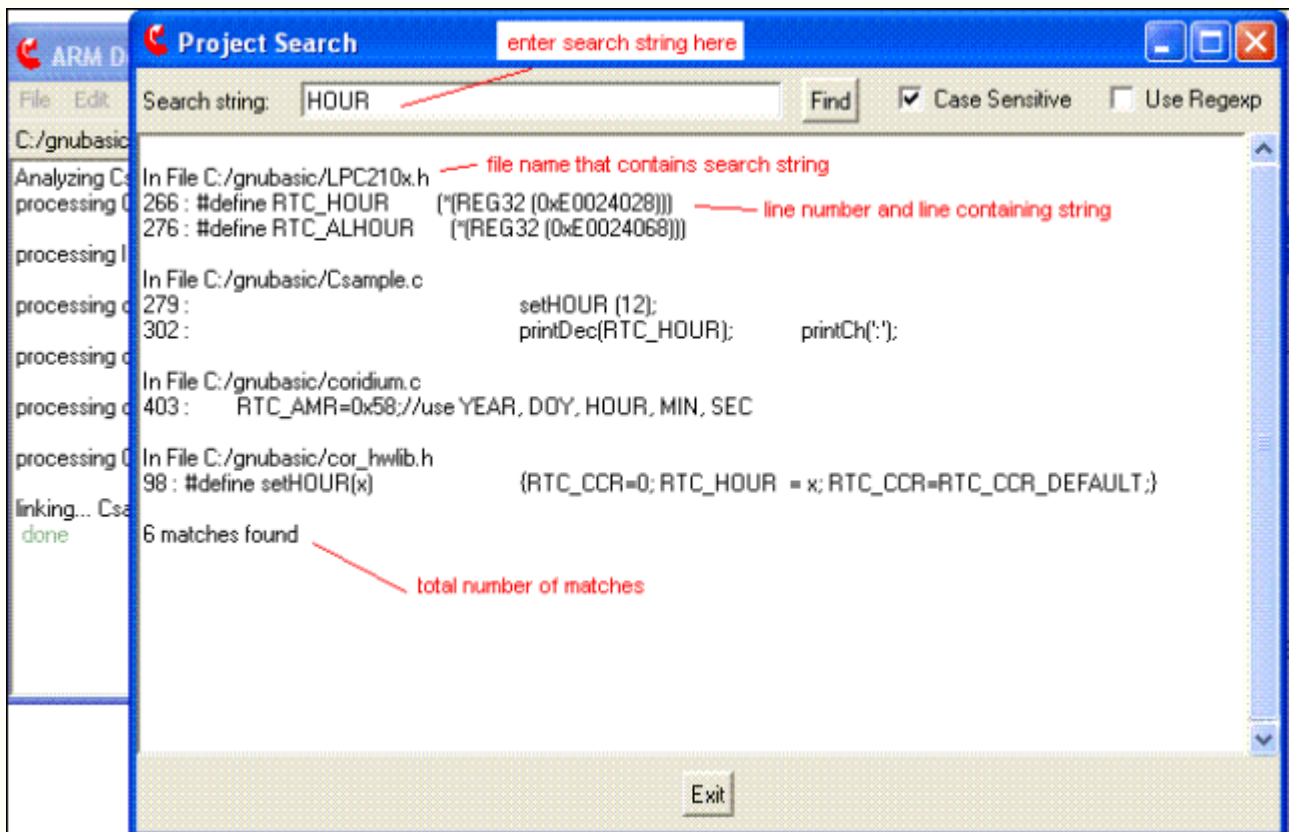 ARM D
Project Search
enter search string here
File Edit
Search string: HOUR Find Case Sensitive Use Regexp
C:/gnubasic
Analyzing Cs
processing
processing
processing
processing
processing
processing
linking... Csa
done
In File C:/gnubasic/LPC210x.h
file name that contains search string
266 : #define RTC_HOUR (*(REG32 (0xE0024028)))
line number and line containing string
276 : #define RTC_ALHOUR (*(REG32 (0xE0024068)))
In File C:/gnubasic/Csample.c
279 : setHOUR (12);
302 : printDec(RTC_HOUR); printCh(':');
In File C:/gnubasic/coridium.c
403 : RTC_AMR=0x58;//use YEAR, DOY, HOUR, MIN, SEC
In File C:/gnubasic/cor_hwlib.h
98 : #define setHOUR(x) {RTC_CCR=0; RTC_HOUR = x; RTC_CCR=RTC_CCR_DEFAULT;}
6 matches found
total number of matches
Exit